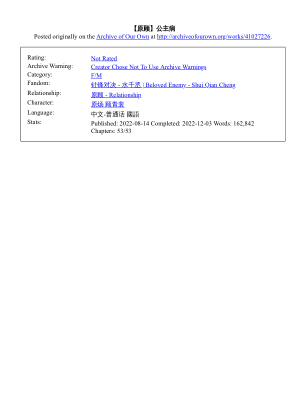 【原顾】公主病
Posted originally on the Archive of Our Own at http://archiveofourown.org/works/41027226.
Rating: Not Rated
Archive Warning: Creator Chose Not To Use Archive Warnings
Category: F/M
Fandom: 针锋对决 - 水千丞 | Beloved Enemy - Shui Qian Cheng
Relationship: 原顾 - Relationship
Character: 原炀 顾青裴
Language: 中文-普通话 國語
Stats: Published: 2022-08-14 Completed: 2022-12-03 Words: 162,842
Chapters: 53/53